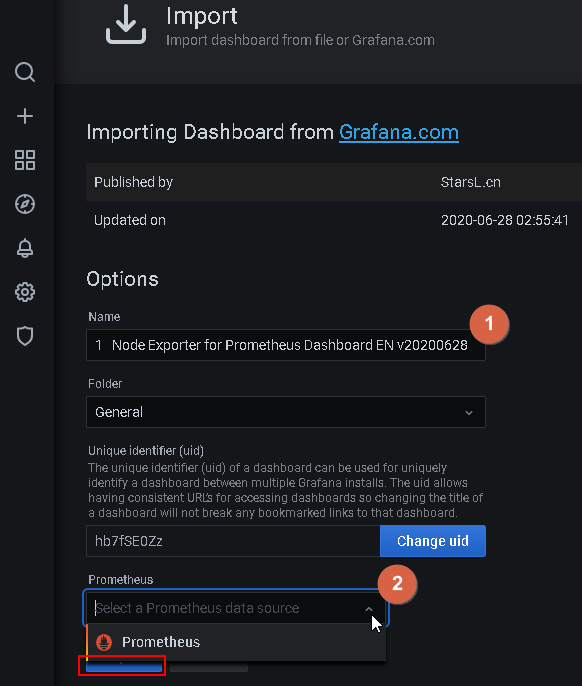 Import
Import dashboard from file or Grafana.com
Importing Dashboard from Grafana.com
Published by StarsL.cn
Updated on 2020-06-28 02:55:41
Options
Name
1
1 Node Exporter for Prometheus Dashboard EN v20200628
Folder
General
Unique identifier (uid)
The unique identifier (uid) of a dashboard can be used for uniquely
identify a dashboard between multiple Grafana installs. The uid allows
having consistent URL's for accessing dashboards so changing the title of
a dashboard will not break any bookmarked links to that dashboard.
hb7fSE0Zz Change uid
Prometheus
2
Select a Prometheus data source
Prometheus